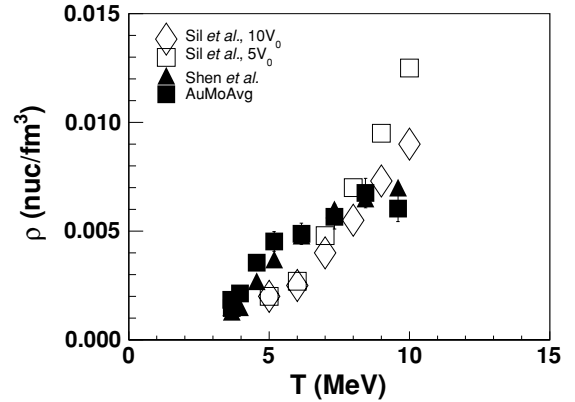 0.015
Sil et al., 10V₀
Sil et al., 5V₀
Shen et al.
AuMoAvg
0.010
ρ (nuc/fm³)
0.005
0.000
0 5 10 15
T (MeV)